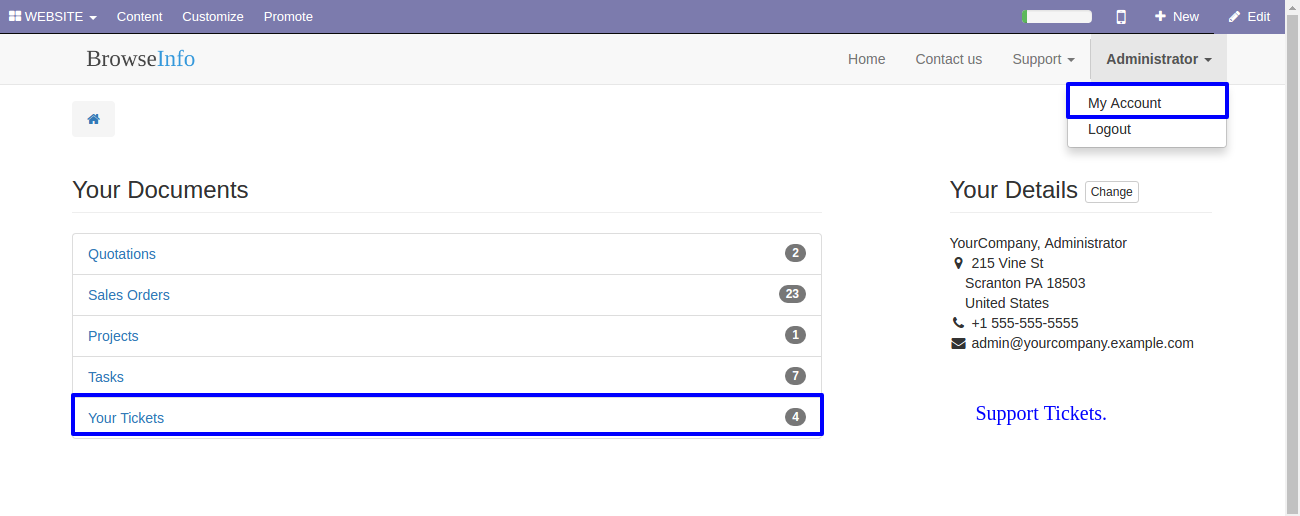 WEBSITE Content Customize Promote New Edit
BrowseInfo Home Contact us Support Administrator
My Account
Logout
Your Documents
Quotations 2
Sales Orders 23
Projects 1
Tasks 7
Your Tickets 4
Your Details Change
YourCompany, Administrator
215 Vine St
Scranton PA 18503
United States
+1 555-555-5555
admin@yourcompany.example.com
Support Tickets.